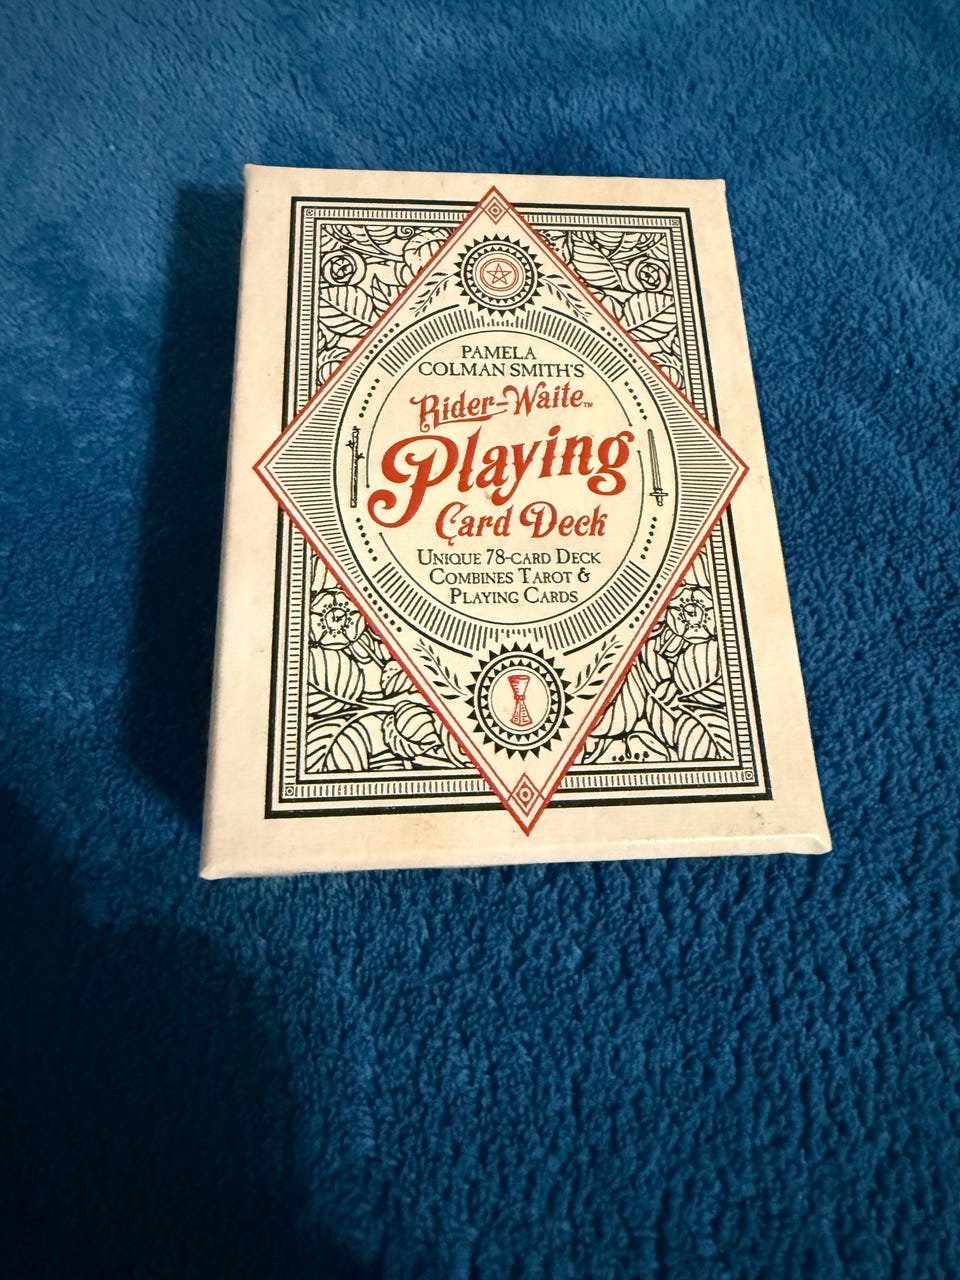 PAMELA
COLMAN SMITH'S
Rider-Waite™
Playing
Card Deck
UNIQUE 78-CARD DECK
COMBINES TAROT &
PLAYING CARDS